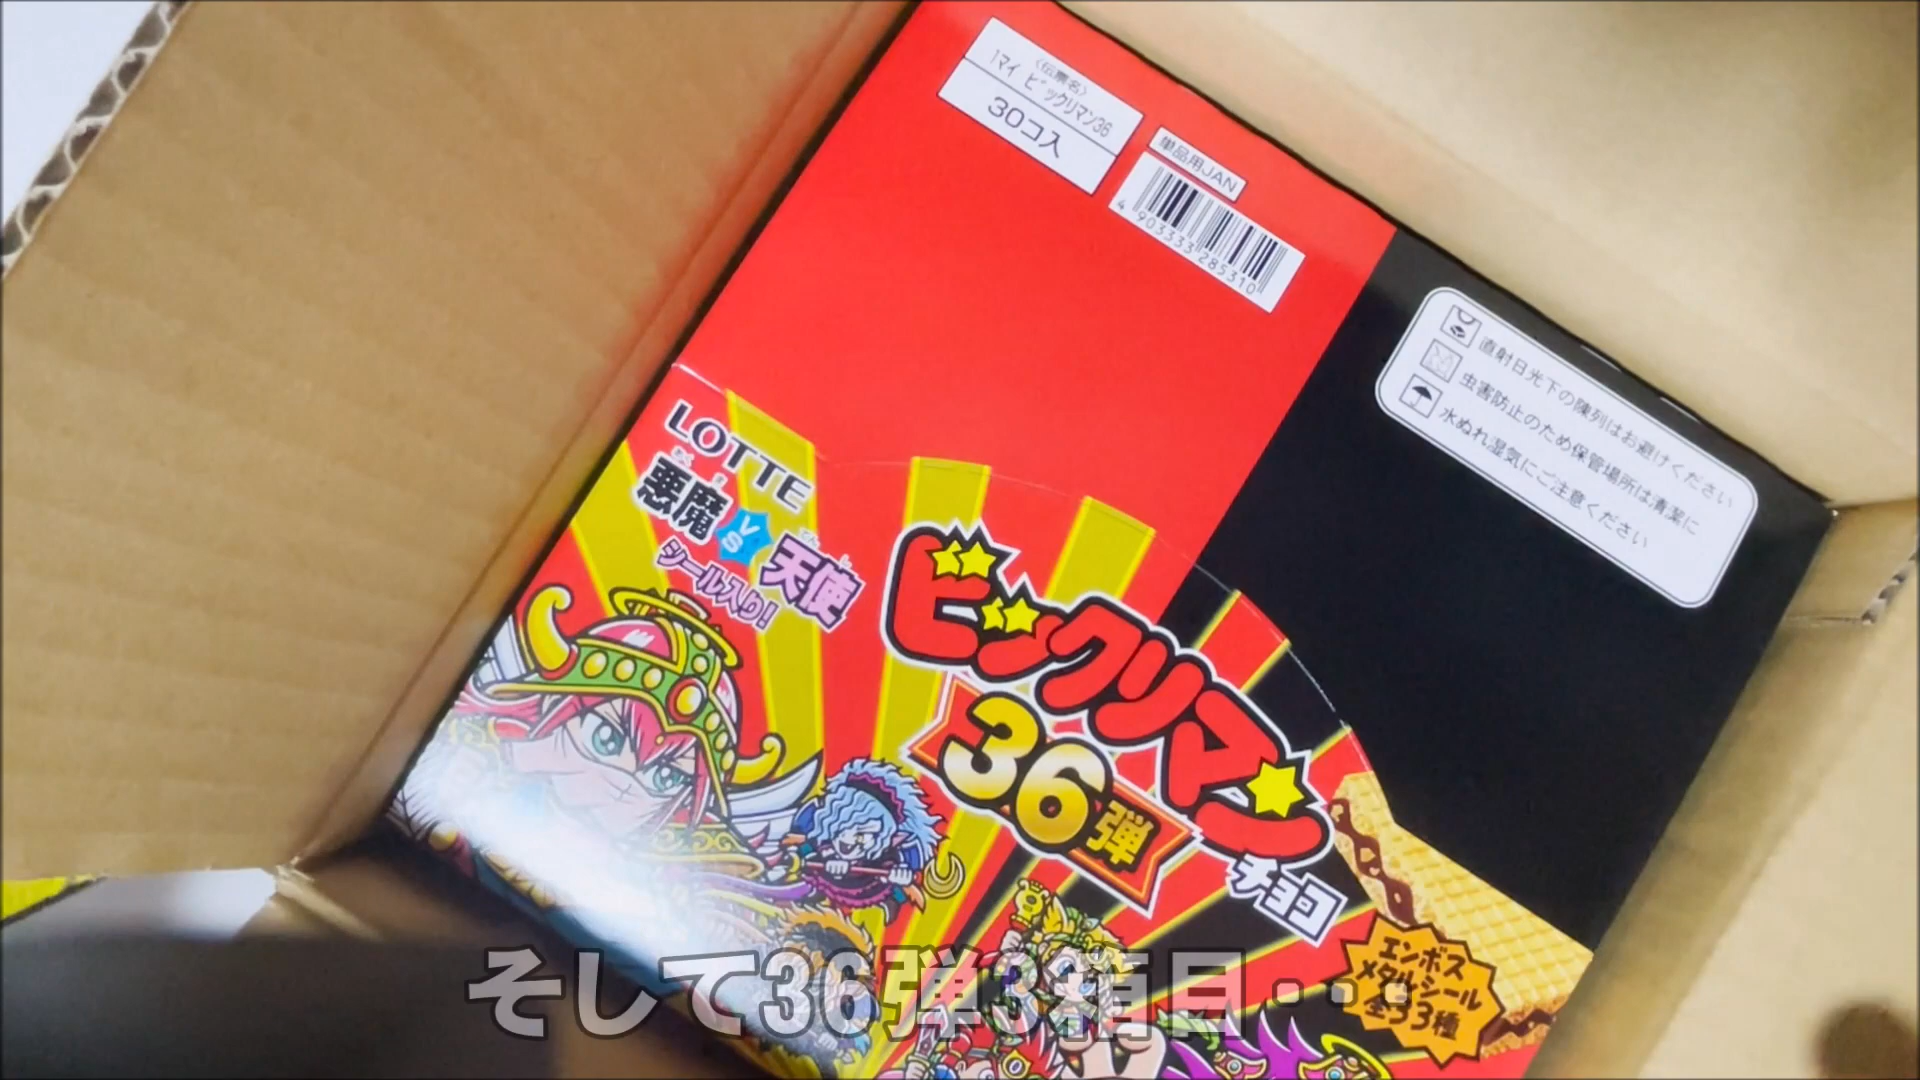 〈伝票名〉
1マイ ビックリマン36
30コ入
単品用JAN
4 903333 285310
直射日光下の陳列はお避けください
虫害防止のため保管場所は清潔に
水ぬれ湿気にご注意ください
LOTTE
あくま
悪魔
VS
てんし
天使
シール入り!
ビックリマン
36弾
チョコ
エンボス
メタルシール
全33種
そして36弾3箱目・・・